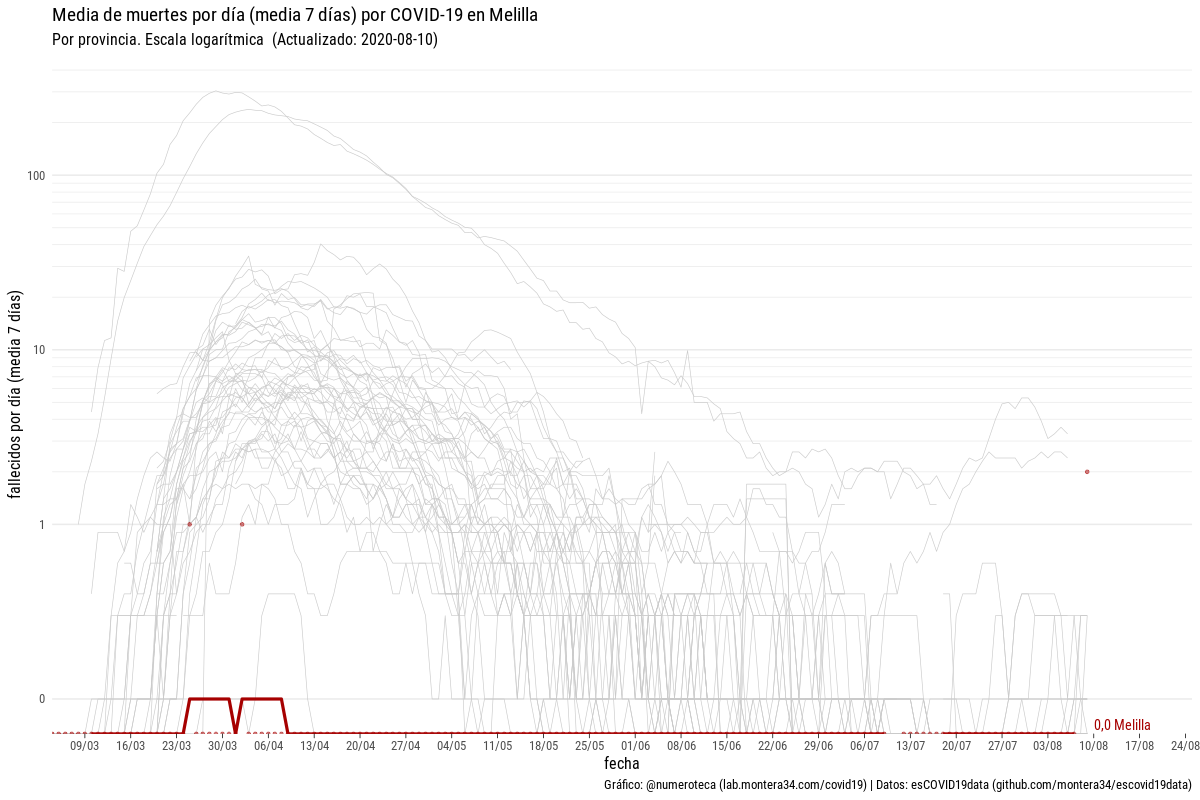 Media de muertes por día (media 7 días) por COVID-19 en Melilla
Por provincia. Escala logarítmica  (Actualizado: 2020-08-10)
fallecidos por día (media 7 días)
100
10
1
0
0,0 Melilla
09/03 16/03 23/03 30/03 06/04 13/04 20/04 27/04 04/05 11/05 18/05 25/05 01/06 08/06 15/06 22/06 29/06 06/07 13/07 20/07 27/07 03/08 10/08 17/08 24/08
fecha
Gráfico: @numeroteca (lab.montera34.com/covid19) | Datos: esCOVID19data (github.com/montera34/escovid19data)